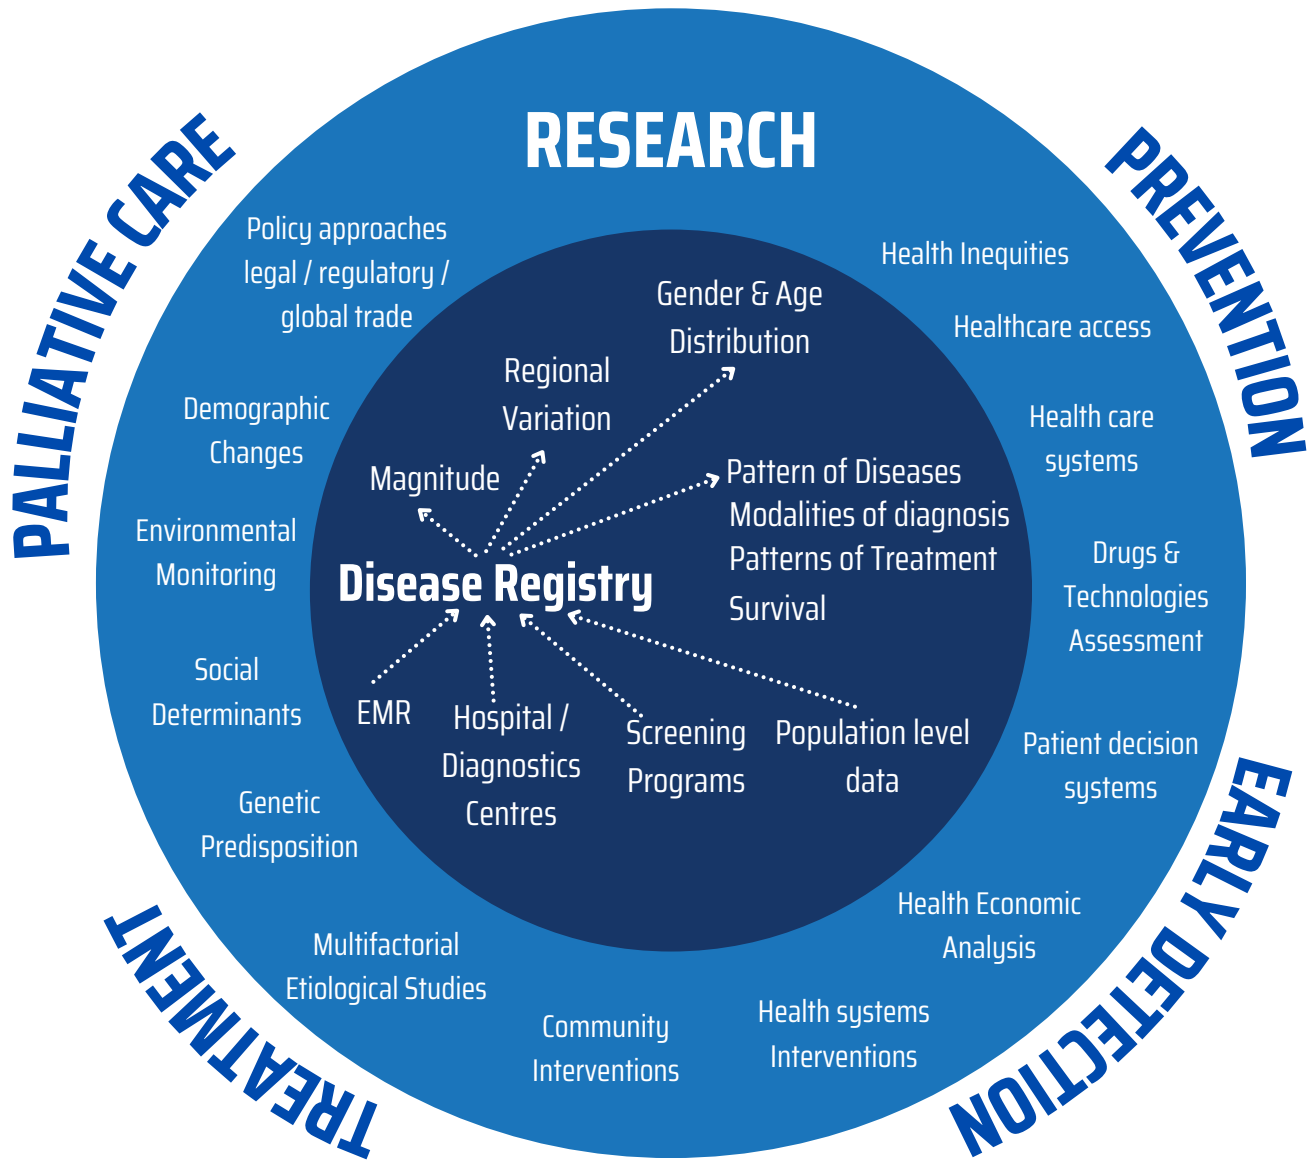 RESEARCH
PALLIATIVE CARE
PREVENTION
EARLY DETECTION
TREATMENT
Policy approaches
legal / regulatory /
global trade
Demographic
Changes
Environmental
Monitoring
Social
Determinants
Genetic
Predisposition
Multifactorial
Etiological Studies
Community
Interventions
Health systems
Interventions
Health Economic
Analysis
Patient decision
systems
Drugs &
Technologies
Assessment
Health care
systems
Healthcare access
Health Inequities
Gender & Age
Distribution
Regional
Variation
Magnitude
Pattern of Diseases
Modalities of diagnosis
Patterns of Treatment
Survival
Disease Registry
EMR
Hospital /
Diagnostics
Centres
Screening
Programs
Population level
data